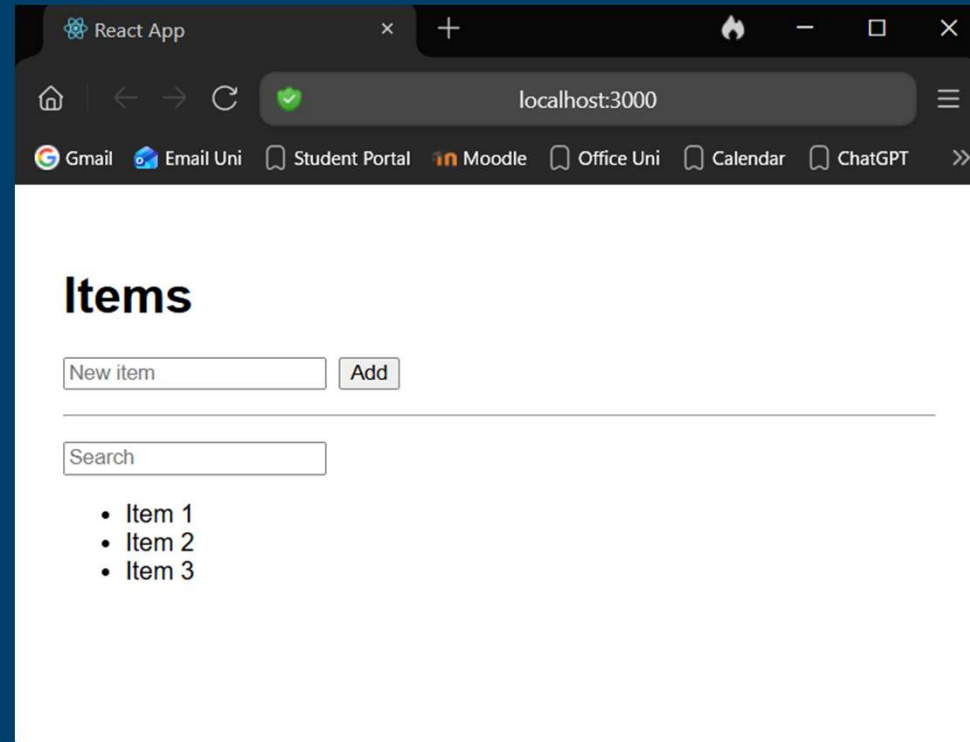 React App
localhost:3000
Gmail Email Uni Student Portal Moodle Office Uni Calendar ChatGPT
Items
New item Add
Search
Item 1
Item 2
Item 3